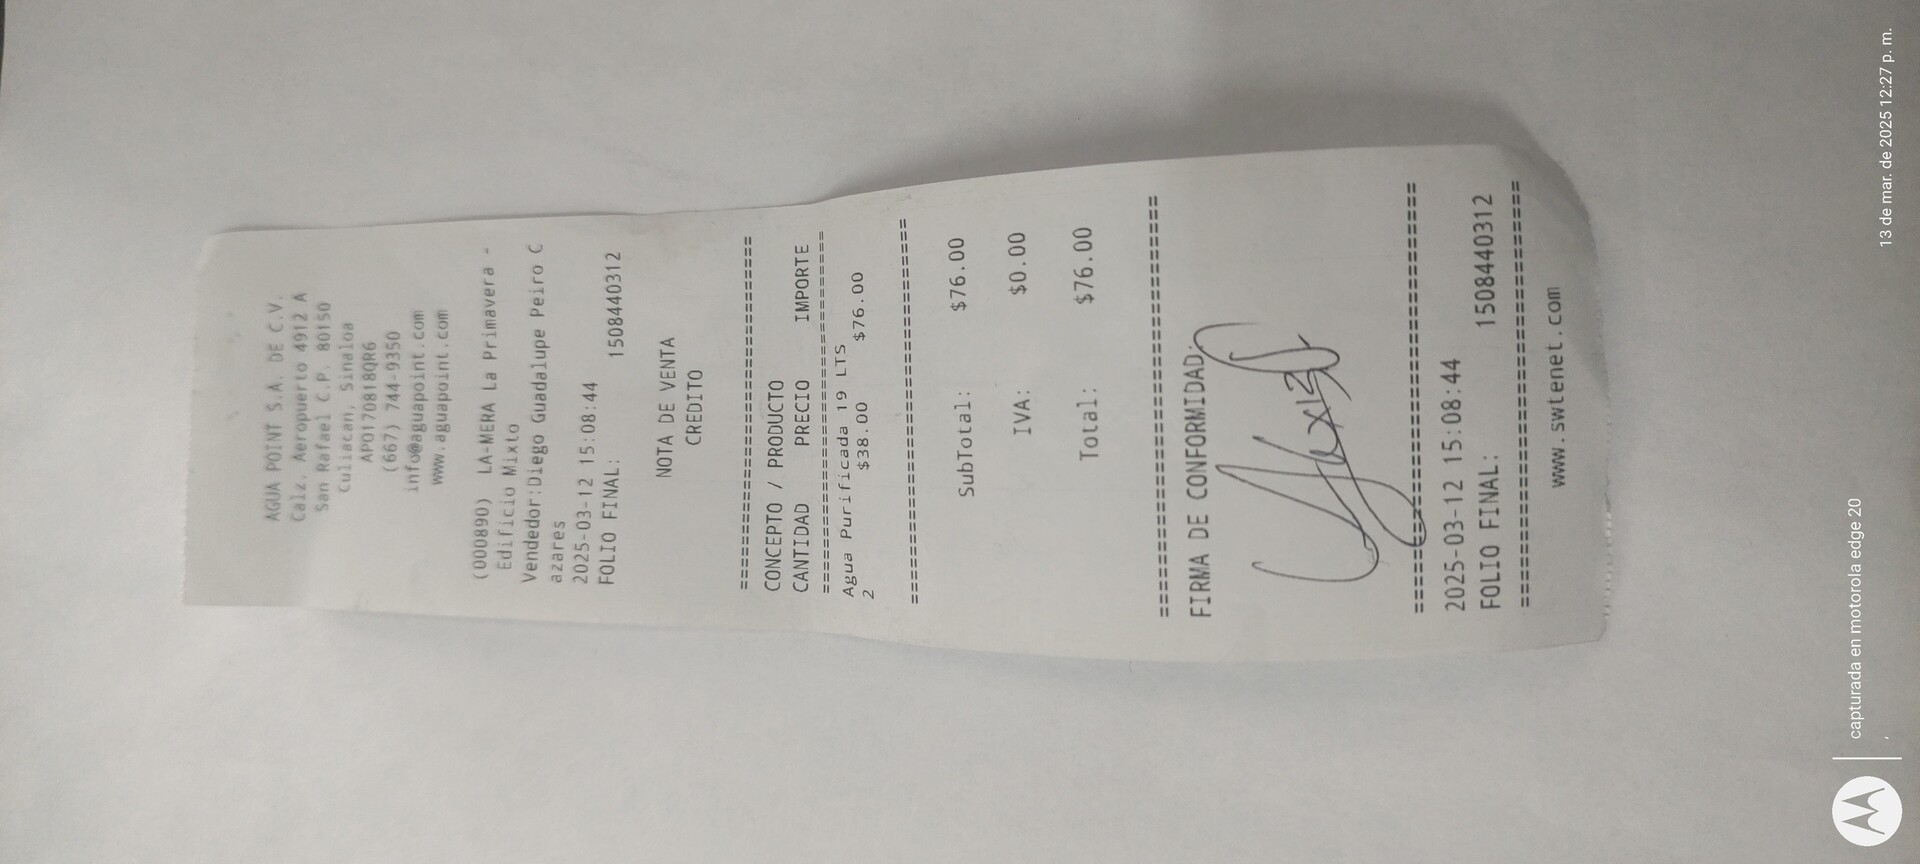 AGUA POINT S.A. DE C.V.
Calz. Aeropuerto 4912 A
San Rafael C.P. 80150
Culiacan, Sinaloa
APO170818QR6
(667) 744-9350
info@aguapoint.com
www.aguapoint.com
(000890) LA-MERA La Primavera -
Edificio Mixto
Vendedor:Diego Guadalupe Peiro C
azares
2025-03-12 15:08:44
FOLIO FINAL: 1508440312
NOTA DE VENTA
CREDITO
================================
CONCEPTO / PRODUCTO
CANTIDAD PRECIO IMPORTE
================================
Agua Purificada 19 LTS
2 $38.00 $76.00
================================
SubTotal: $76.00
IVA: $0.00
Total: $76.00
================================
FIRMA DE CONFORMIDAD:
Alexis
================================
2025-03-12 15:08:44
FOLIO FINAL: 1508440312
================================
www.swtenet.com
capturada en motorola edge 20
, 13 de mar. de 2025 12:27 p. m.